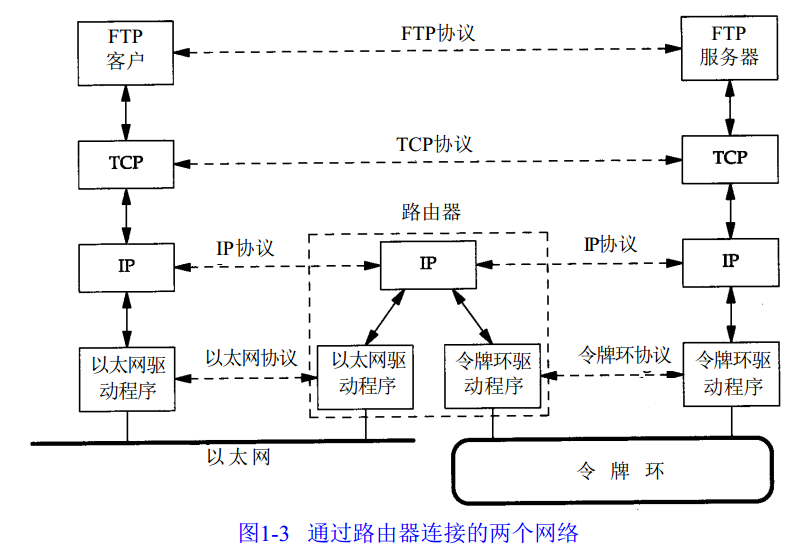 FTP
客户
FTP协议
FTP
服务器
TCP
TCP协议
TCP
路由器
IP
IP协议
IP
IP协议
IP
以太网驱
动程序
以太网协议
以太网驱
动程序
令牌环驱
动程序
令牌环协议
令牌环驱
动程序
以太网
令 牌 环
图1-3 通过路由器连接的两个网络